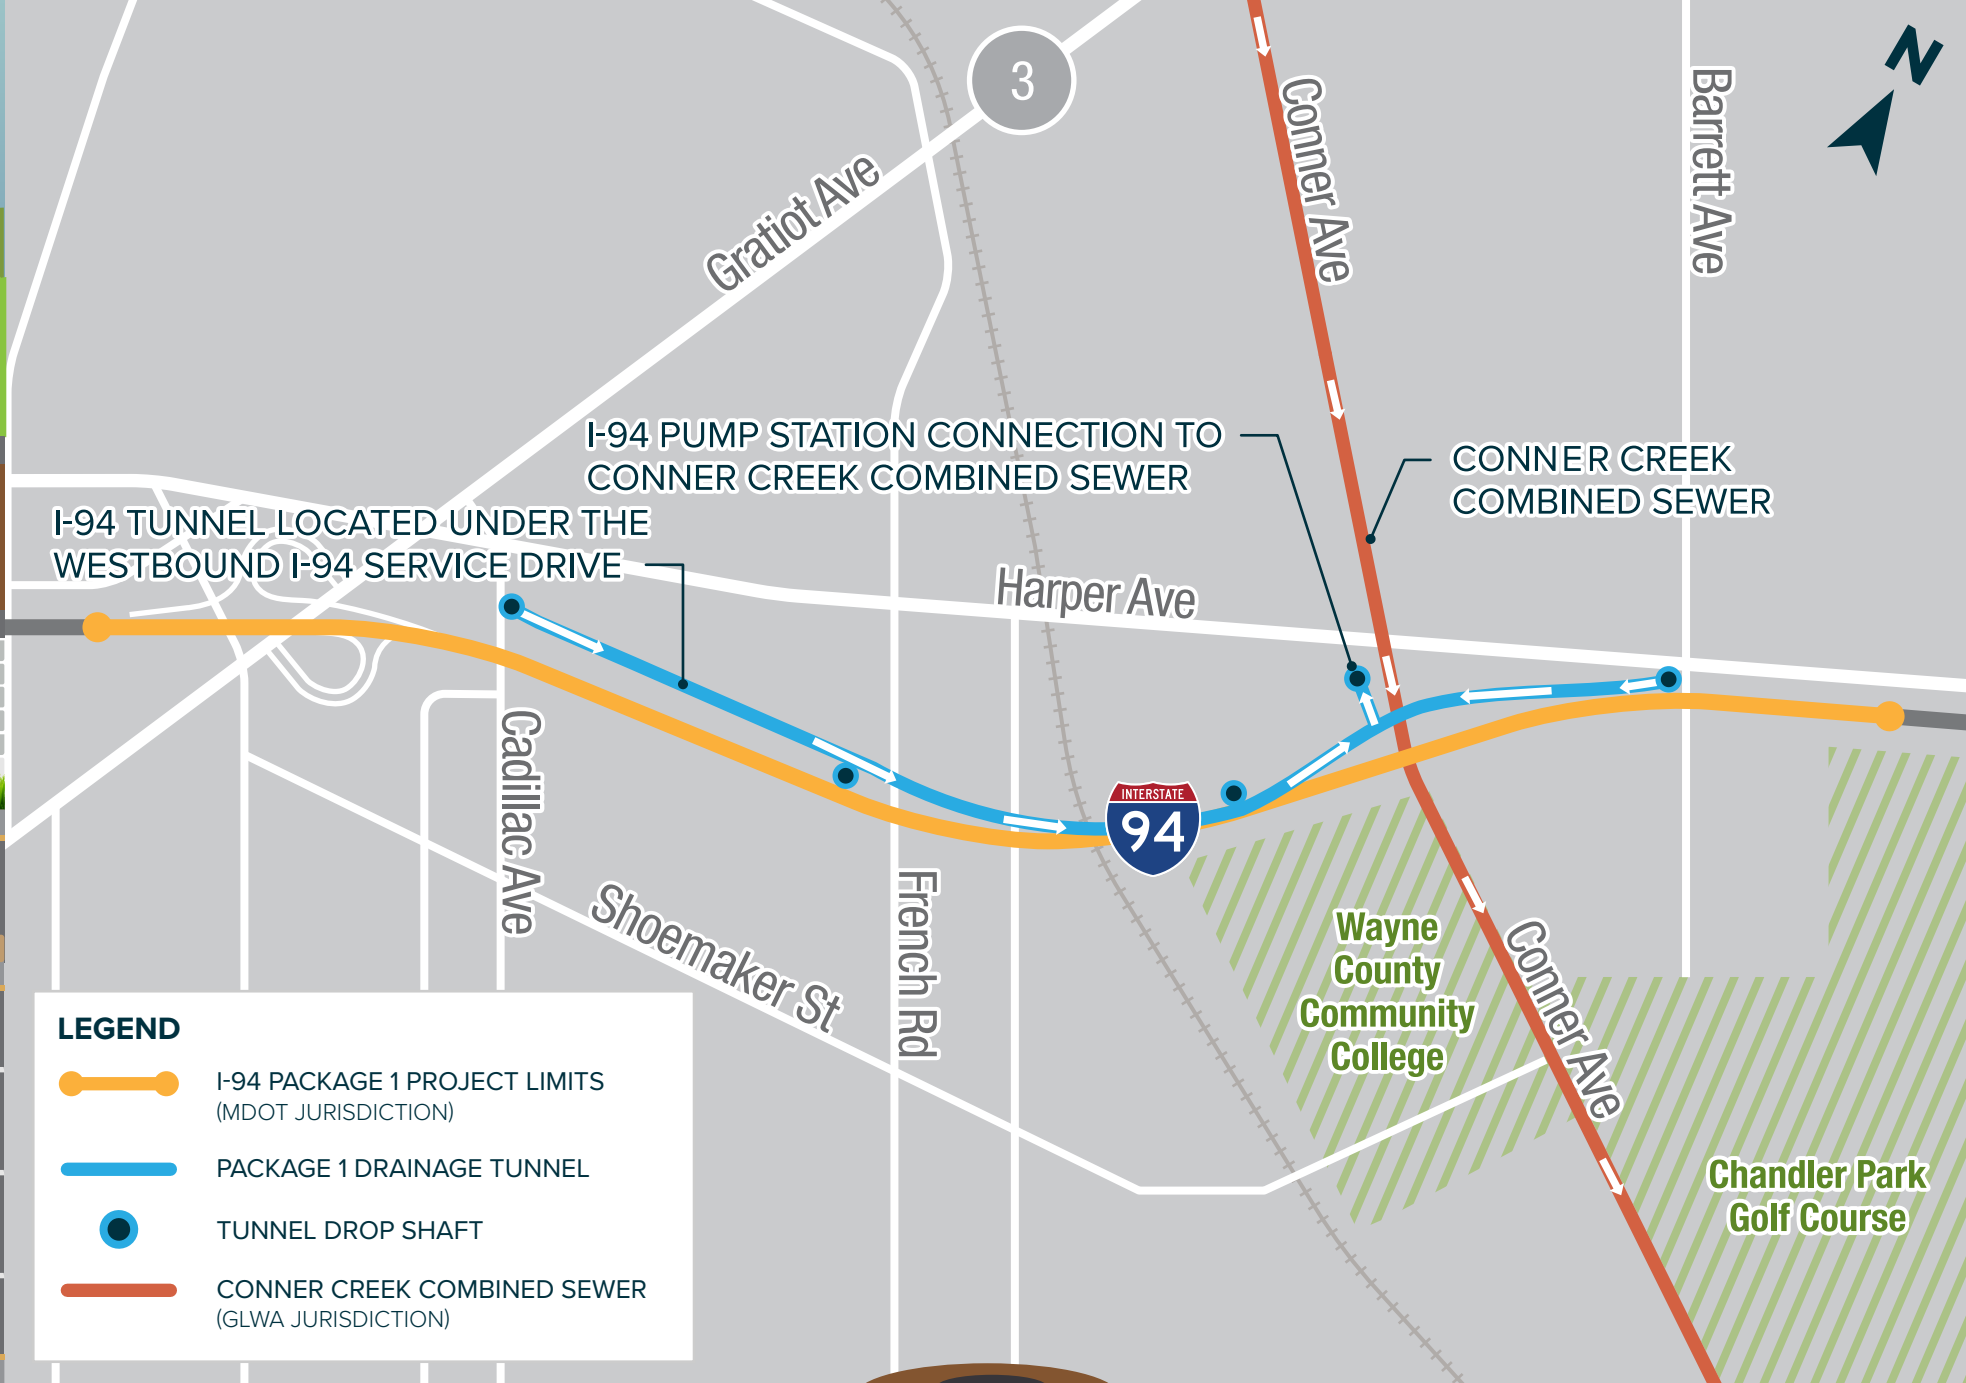 N
3
Conner Ave
Barrett Ave
Gratiot Ave
I-94 PUMP STATION CONNECTION TO
CONNER CREEK COMBINED SEWER
CONNER CREEK
COMBINED SEWER
I-94 TUNNEL LOCATED UNDER THE
WESTBOUND I-94 SERVICE DRIVE
Harper Ave
Cadillac Ave
INTERSTATE
94
Shoemaker St
French Rd
Wayne
County
Community
College
Conner Ave
Chandler Park
Golf Course
LEGEND
I-94 PACKAGE 1 PROJECT LIMITS
(MDOT JURISDICTION)
PACKAGE 1 DRAINAGE TUNNEL
TUNNEL DROP SHAFT
CONNER CREEK COMBINED SEWER
(GLWA JURISDICTION)